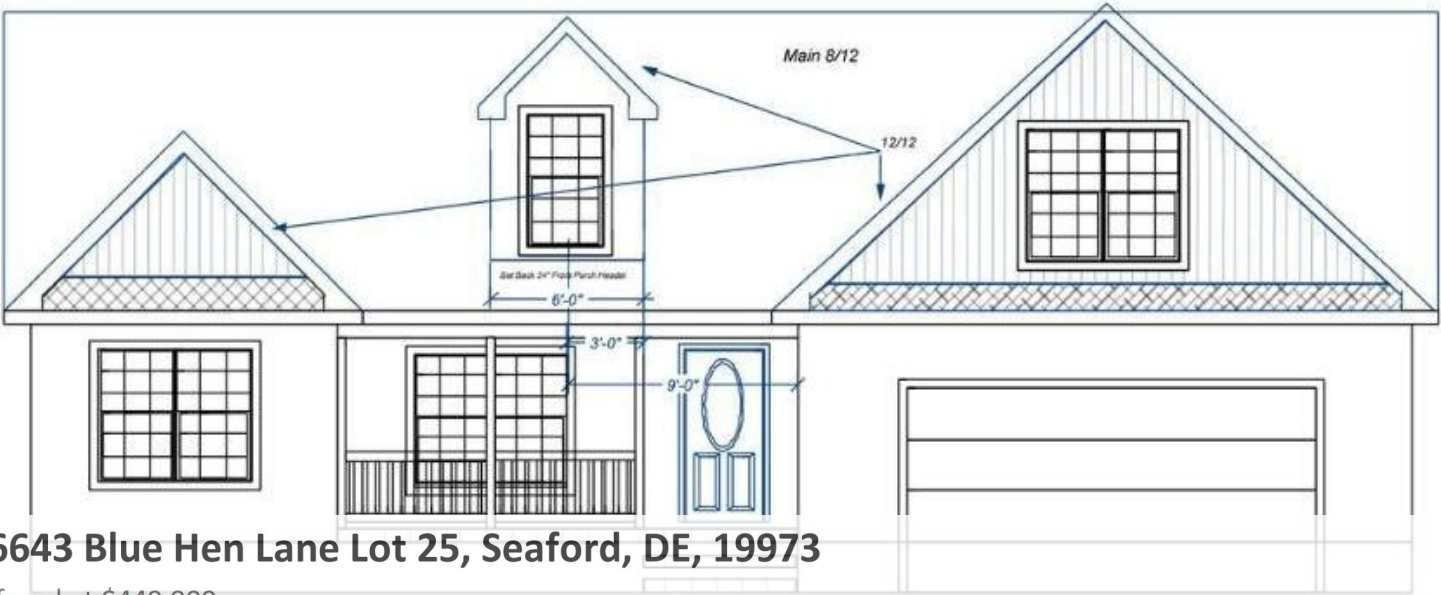 Main 8/12
12/12
Set Back 24" From Porch Header
6'-0"
3'-0"
9'-0"
6643 Blue Hen Lane Lot 25, Seaford, DE, 19973